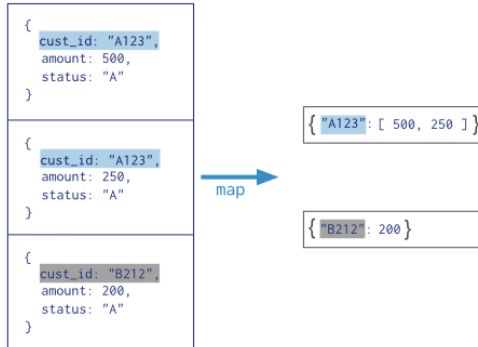 {
cust_id: "A123",
amount: 500,
status: "A"
}
{
cust_id: "A123",
amount: 250,
status: "A"
}
{
cust_id: "B212",
amount: 200,
status: "A"
}
map
{ "A123": [ 500, 250 ] }
{ "B212": 200 }